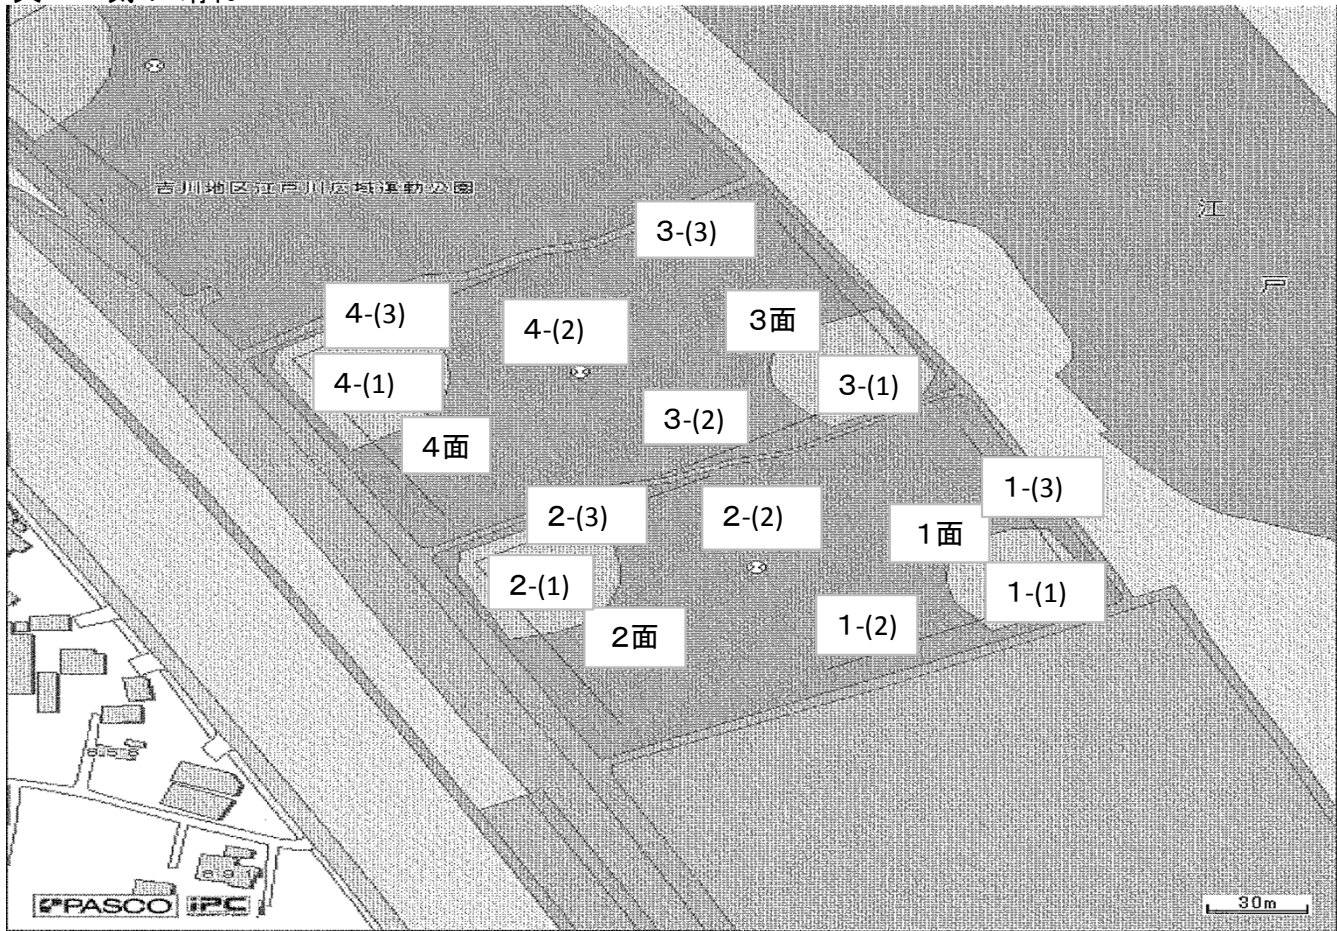 吉川地区江戸川広域運動公園
江
戸
3-(3)
4-(3)
4-(2)
3面
4-(1)
3-(1)
3-(2)
4面
1-(3)
2-(3)
2-(2)
1面
2-(1)
1-(1)
1-(2)
2面
PASCO iPC
30m